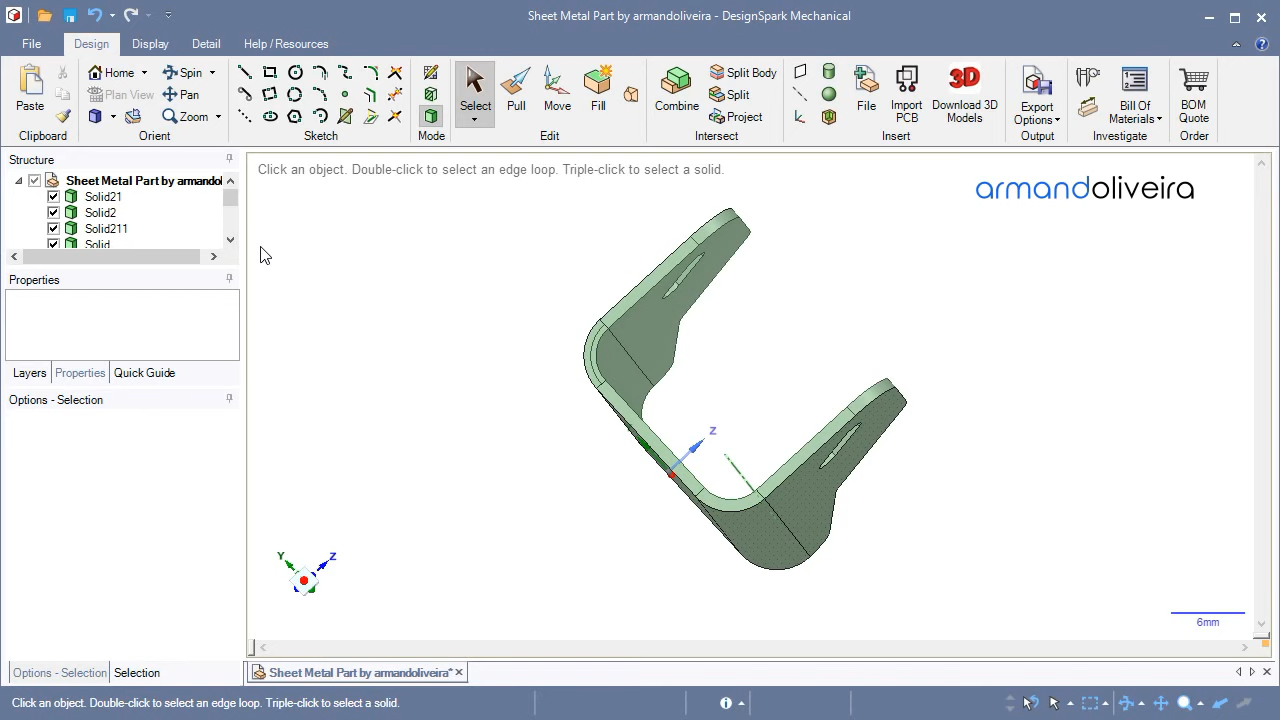 Sheet Metal Part by armandoliveira - DesignSpark Mechanical
File Design Display Detail Help / Resources
Paste
Clipboard
Home Spin
Plan View Pan
Zoom
Orient
Sketch
Mode
Select Pull Move Fill
Edit
Combine
Split Body
Split
Project
Intersect
File
Import PCB
3D
Download 3D Models
Insert
Export Options
Output
Bill Of Materials
Investigate
BOM Quote
Order
Structure
Sheet Metal Part by armandol
Solid21
Solid2
Solid211
Solid
Properties
Layers Properties Quick Guide
Options - Selection
Click an object. Double-click to select an edge loop. Triple-click to select a solid.
armandoliveira
Z
Y Z
6mm
Options - Selection Selection
Sheet Metal Part by armandoliveira*
Click an object. Double-click to select an edge loop. Triple-click to select a solid.